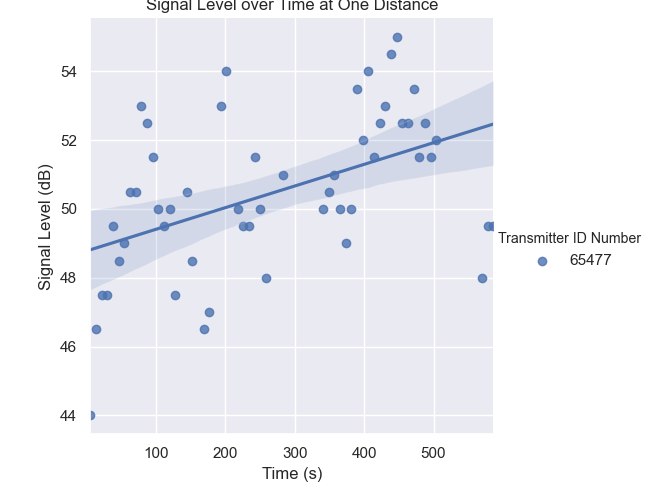 Signal Level over Time at One Distance
Signal Level (dB)
54
52
50
48
46
44
100 200 300 400 500
Time (s)
Transmitter ID Number
65477